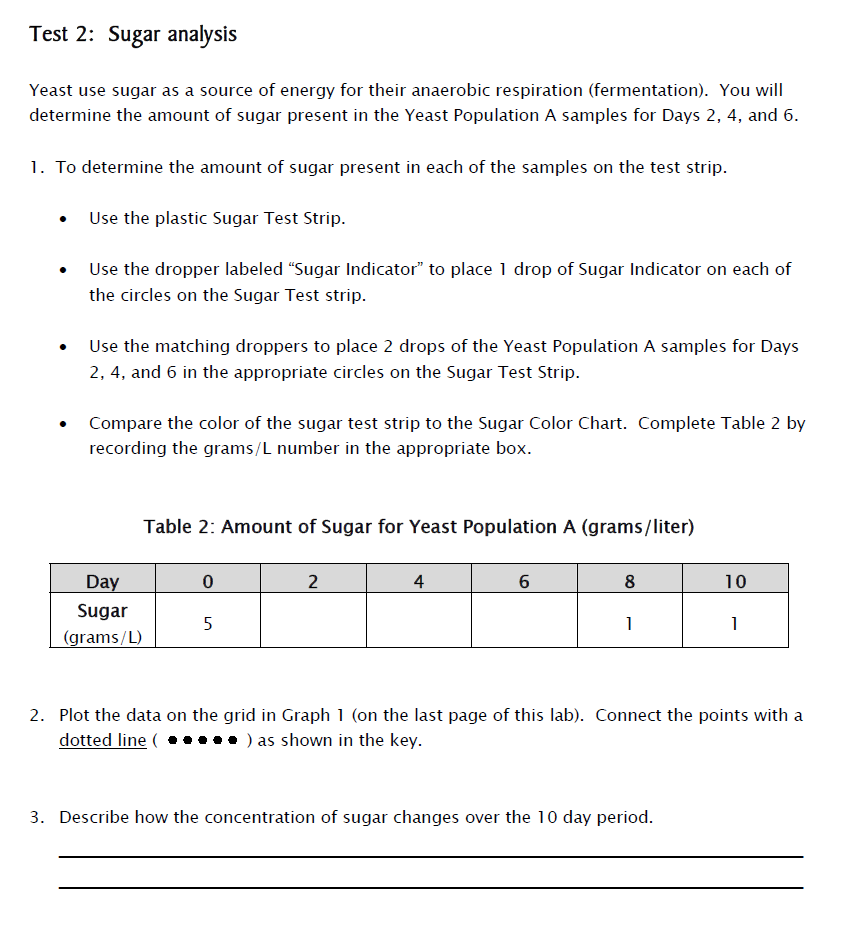 Test 2: Sugar analysis
Yeast use sugar as a source of energy for their anaerobic respiration (fermentation). You will
determine the amount of sugar present in the Yeast Population A samples for Days 2, 4, and 6.
1. To determine the amount of sugar present in each of the samples on the test strip.
• Use the plastic Sugar Test Strip.
• Use the dropper labeled “Sugar Indicator” to place 1 drop of Sugar Indicator on each of
the circles on the Sugar Test strip.
• Use the matching droppers to place 2 drops of the Yeast Population A samples for Days
2, 4, and 6 in the appropriate circles on the Sugar Test Strip.
• Compare the color of the sugar test strip to the Sugar Color Chart. Complete Table 2 by
recording the grams/L number in the appropriate box.
Table 2: Amount of Sugar for Yeast Population A (grams/liter)
Day 0 2 4 6 8 10
Sugar
(grams/L) 5 1 1
2. Plot the data on the grid in Graph 1 (on the last page of this lab). Connect the points with a
dotted line ( ●●●●● ) as shown in the key.
3. Describe how the concentration of sugar changes over the 10 day period.